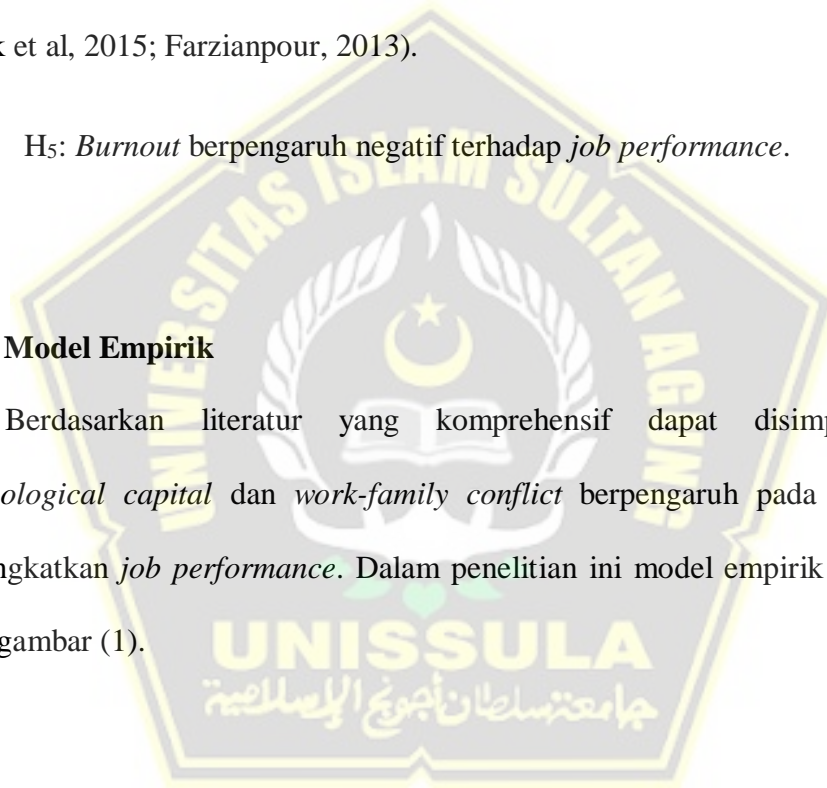 k et al, 2015; Farzianpour, 2013).
H5: Burnout berpengaruh negatif terhadap job performance.
Model Empirik
Berdasarkan literatur yang komprehensif dapat disimp
ological capital dan work-family conflict berpengaruh pada
ngkatkan job performance. Dalam penelitian ini model empirik
gambar (1).
UNIVERSITAS ISLAM SULTAN AGUNG
UNISSULA
جامعة سلطان أجونج الإسلامية